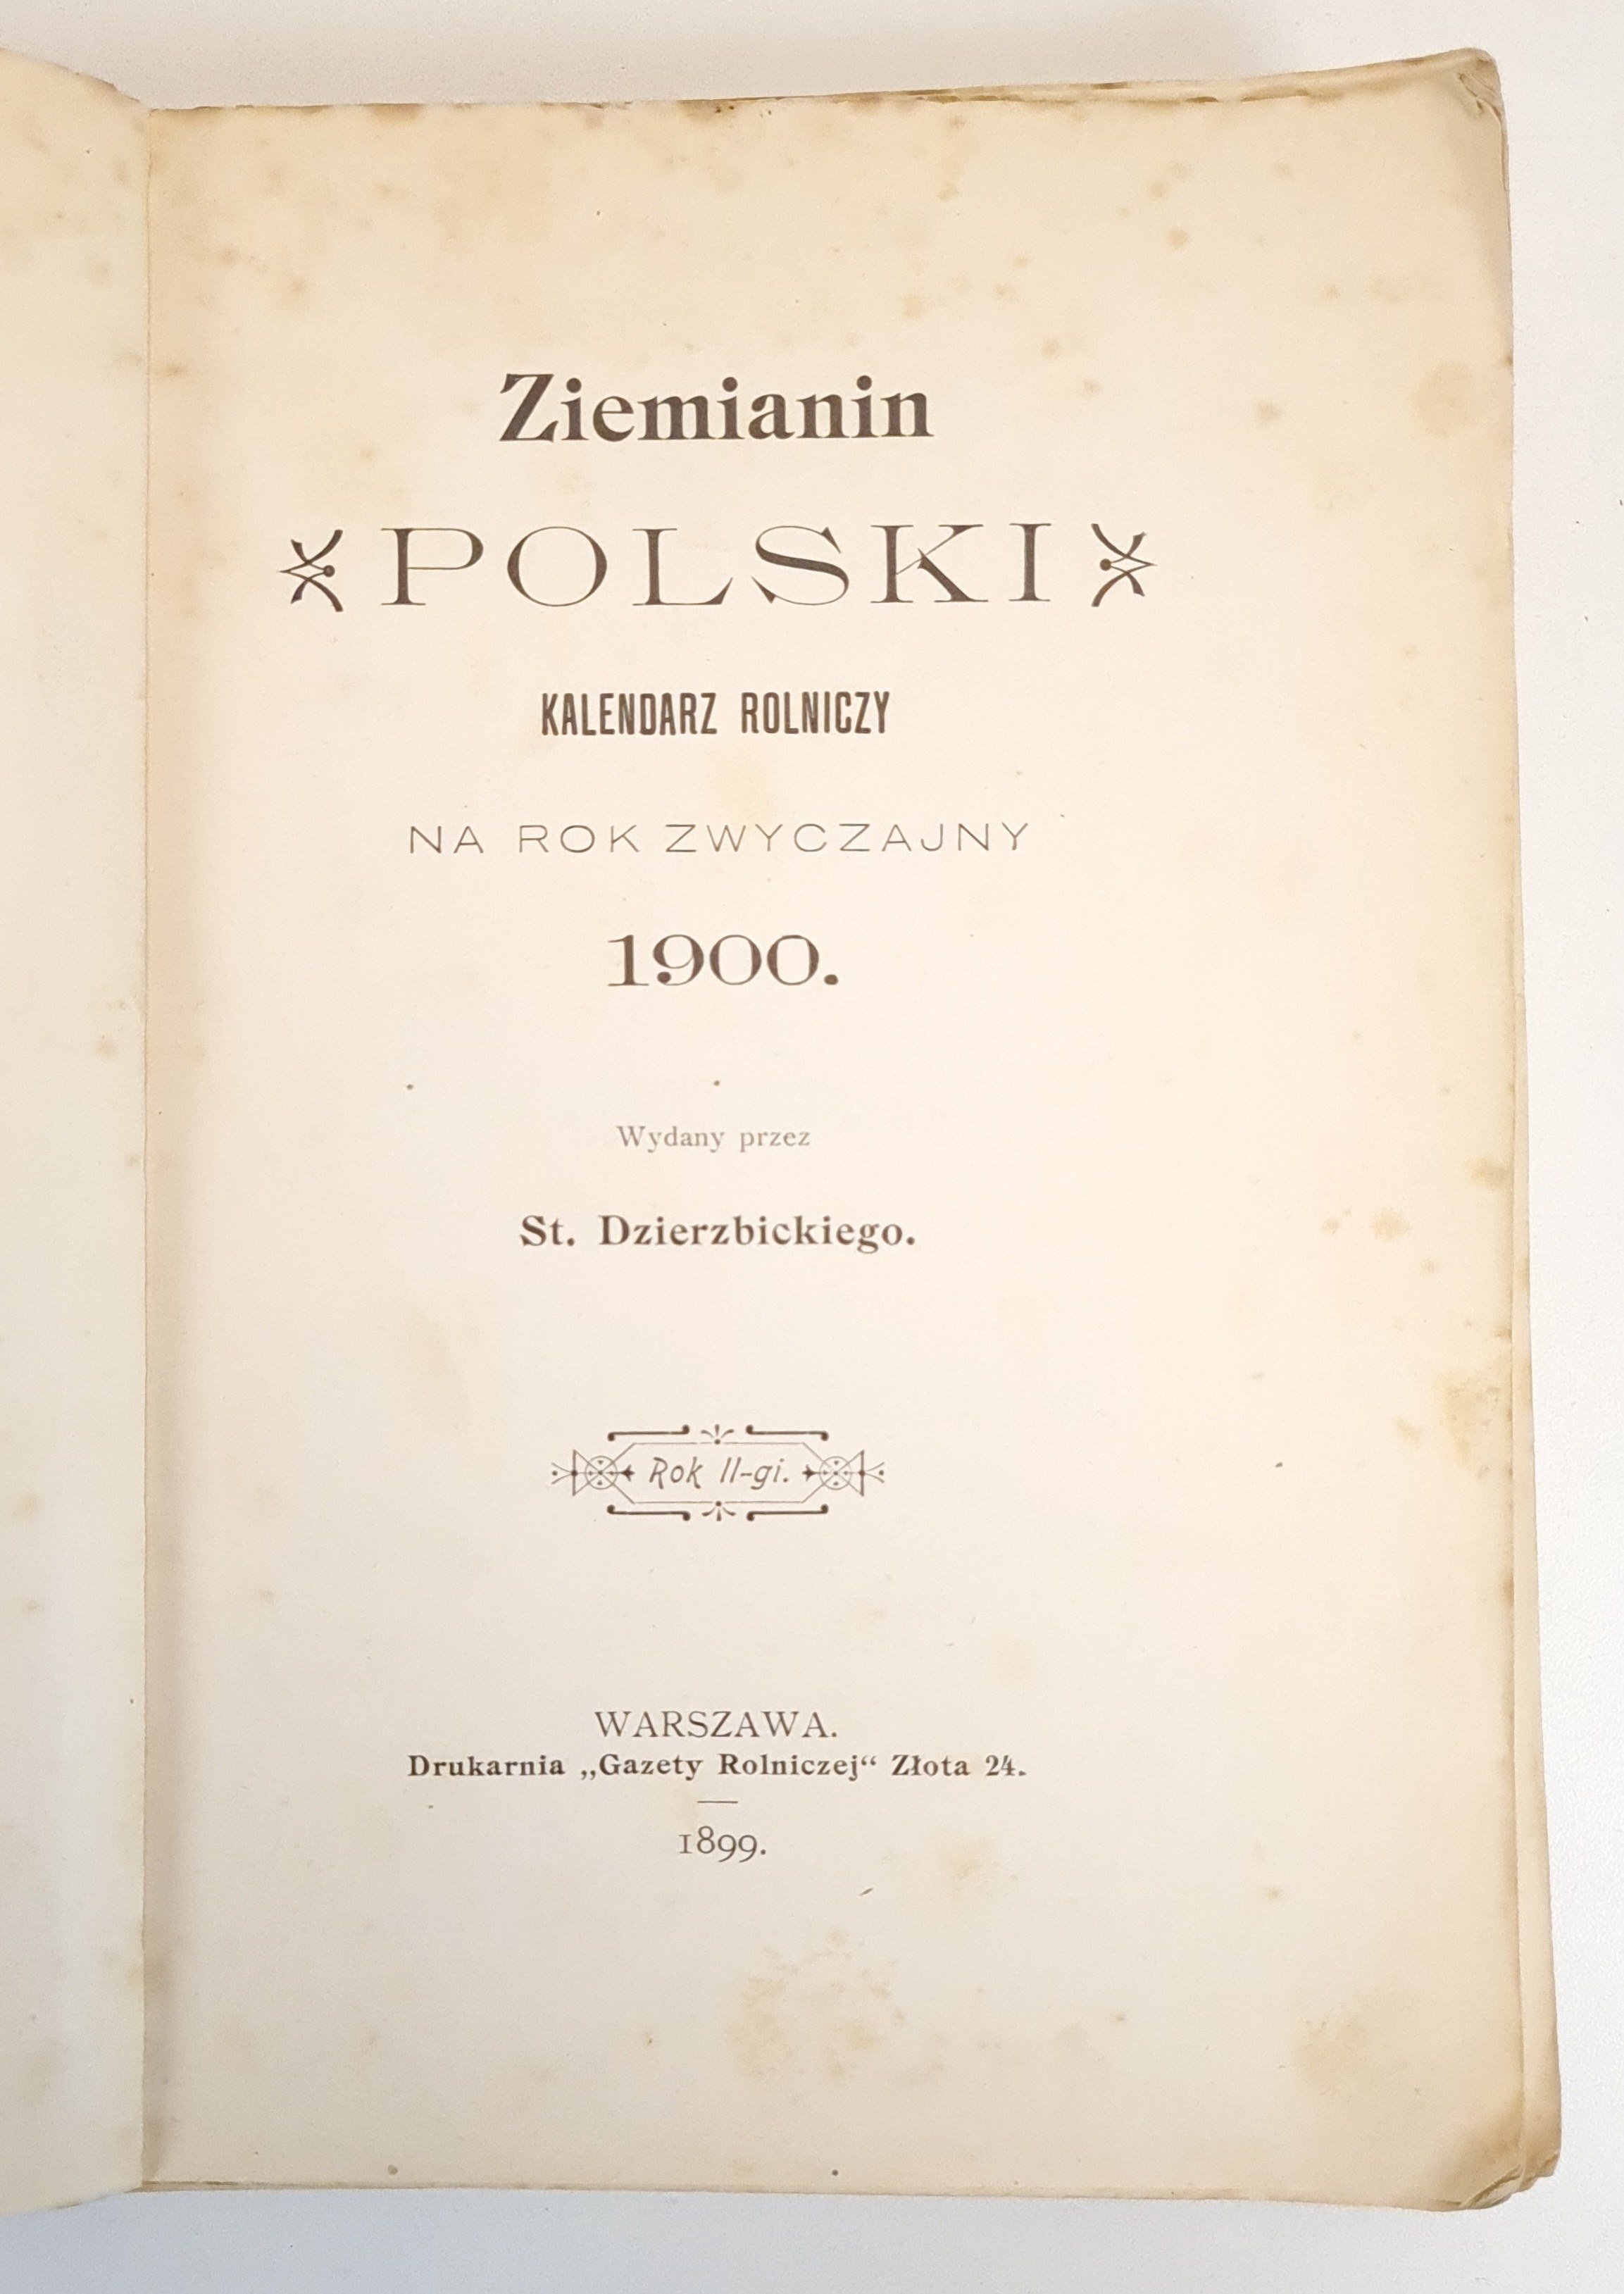 Ziemianin
POLSKI
KALENDARZ ROLNICZY
NA ROK ZWYCZAJNY
1900.
Wydany przez
St. Dzierzbickiego.
Rok II-gi.
WARSZAWA.
Drukarnia „Gazety Rolniczej“ Złota 24.
1899.